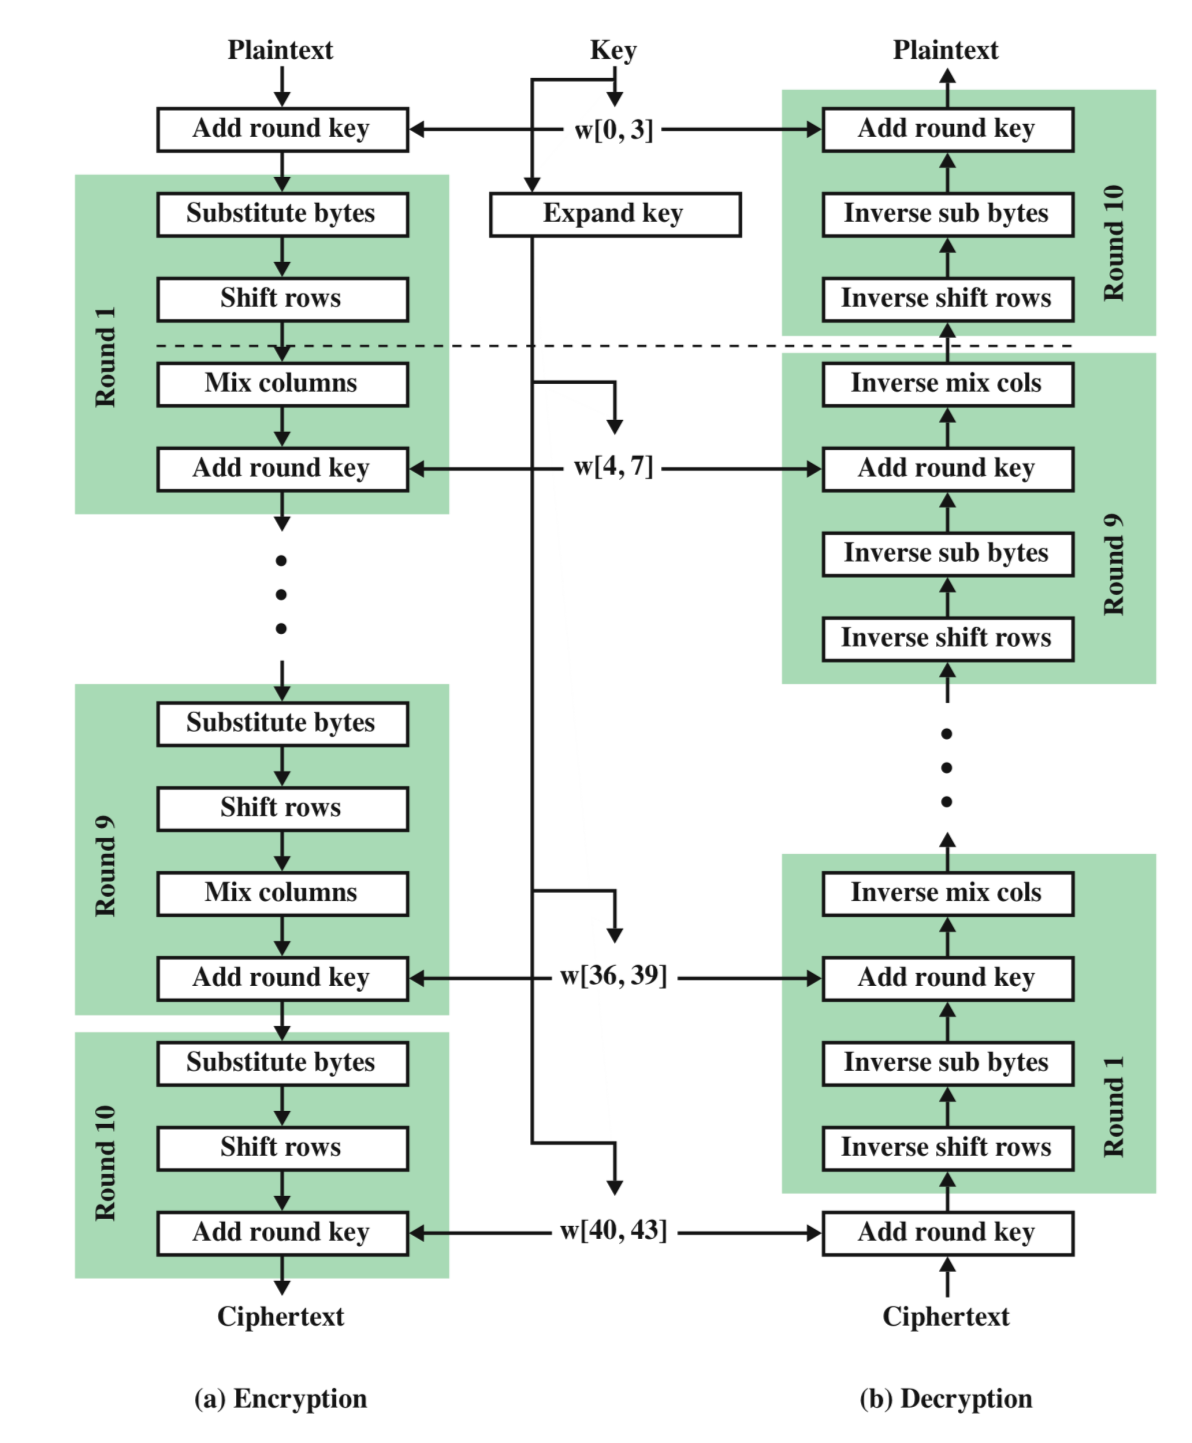 Plaintext Key Plaintext
Add round key w[0, 3] Add round key
Substitute bytes Expand key Inverse sub bytes
Round 10
Shift rows Inverse shift rows
Round 1
Mix columns Inverse mix cols
Add round key w[4, 7] Add round key
Inverse sub bytes
Round 9
Inverse shift rows
Substitute bytes
Shift rows
Round 9
Mix columns Inverse mix cols
Add round key w[36, 39] Add round key
Substitute bytes Inverse sub bytes
Round 1
Shift rows Inverse shift rows
Round 10
Add round key w[40, 43] Add round key
Ciphertext Ciphertext
(a) Encryption (b) Decryption